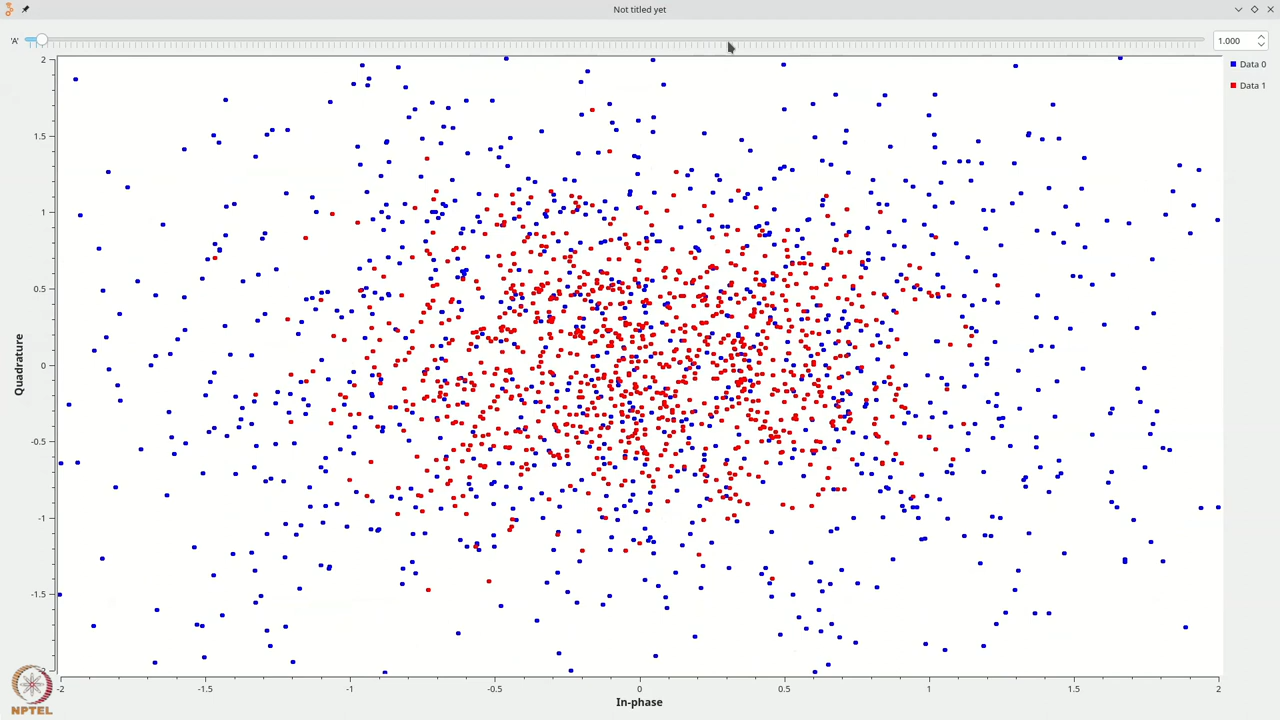 Not titled yet
'A'
1.000
Data 0
Data 1
2
1.5
1
0.5
0
-0.5
-1
-1.5
-2
Quadrature
-2 -1.5 -1 -0.5 0 0.5 1 1.5 2
In-phase
NPTEL